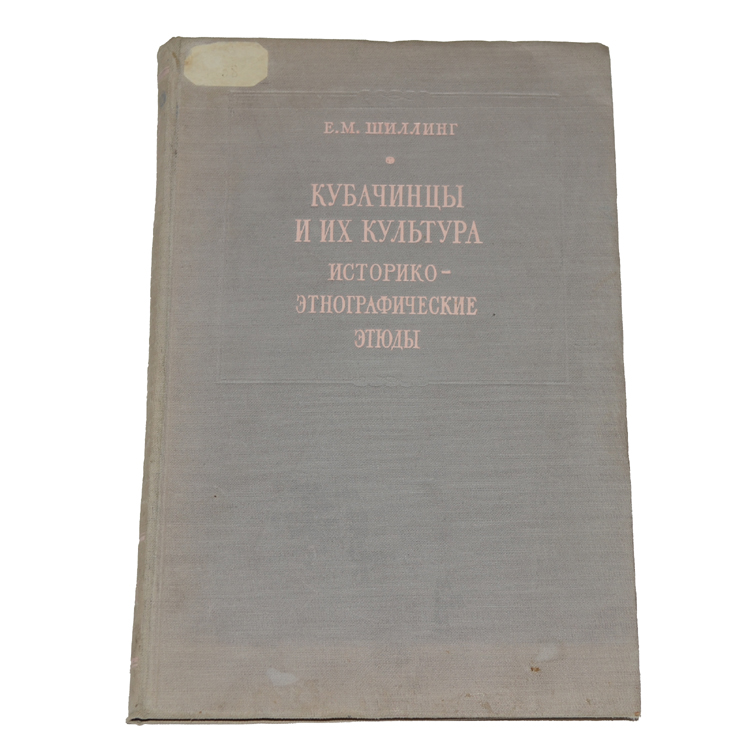 Е.М. ШИЛЛИНГ
КУБАЧИНЦЫ
И ИХ КУЛЬТУРА
ИСТОРИКО-
ЭТНОГРАФИЧЕСКИЕ
ЭТЮДЫ